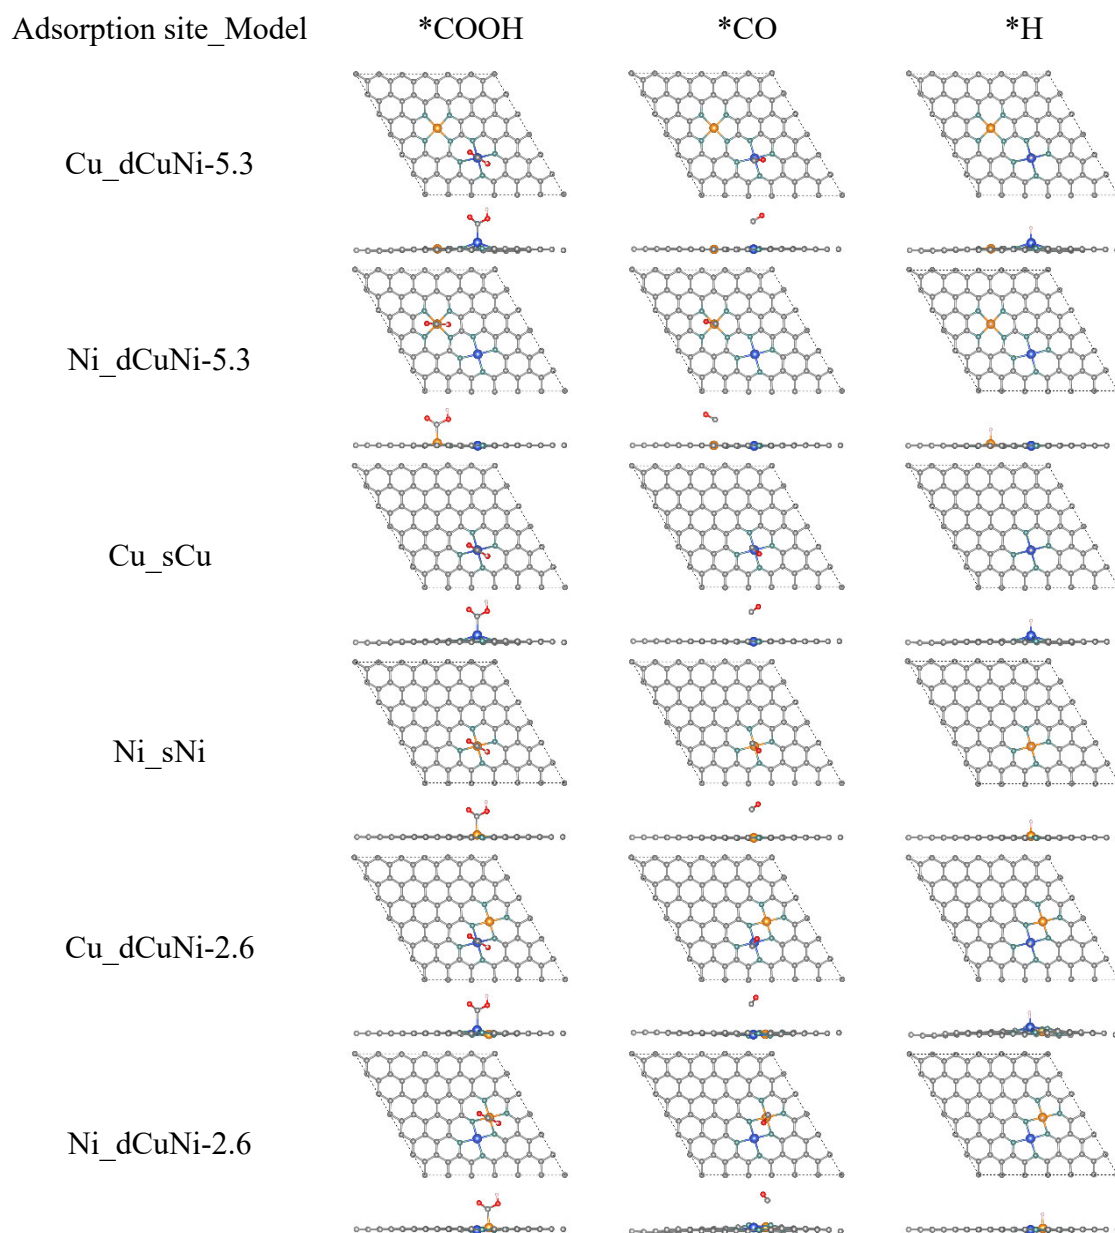 Adsorption site_Model *COOH *CO *H
Cu_dCuNi-5.3
Ni_dCuNi-5.3
Cu_sCu
Ni_sNi
Cu_dCuNi-2.6
Ni_dCuNi-2.6